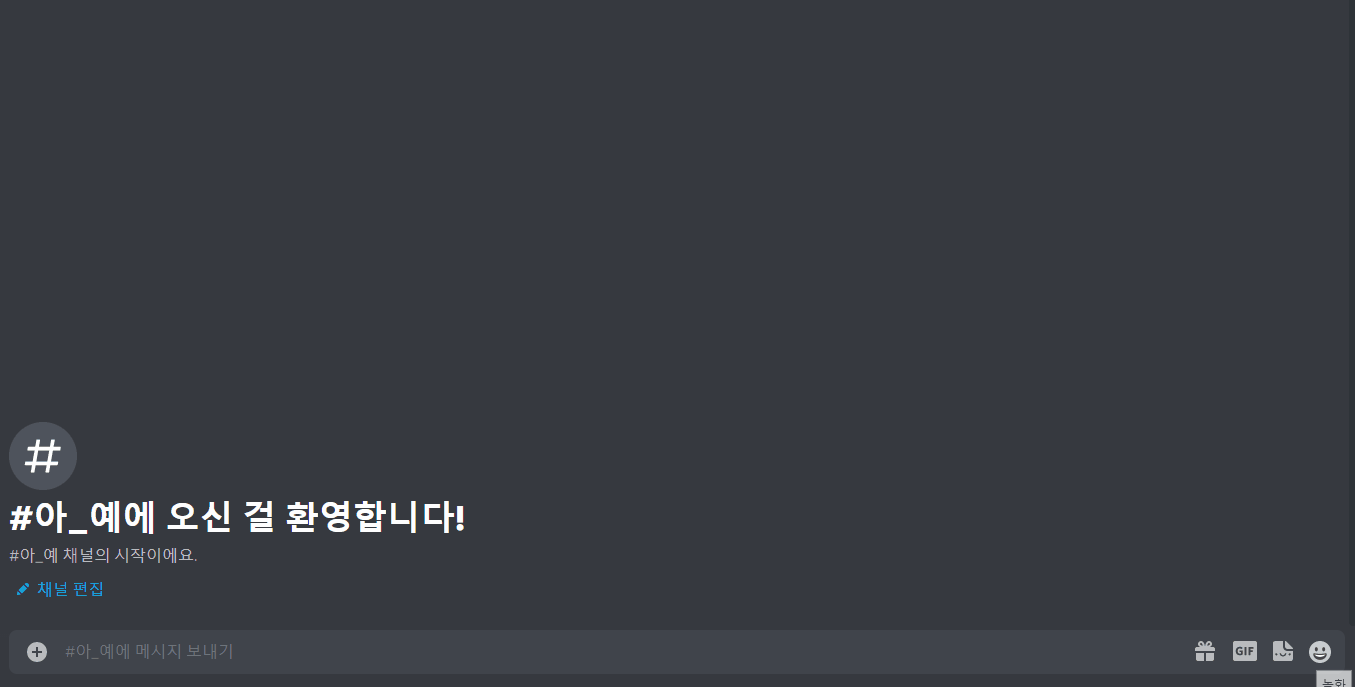 #아_예에 오신 걸 환영합니다!
#아_예 채널의 시작이에요.
채널 편집
#아_예에 메시지 보내기
GIF